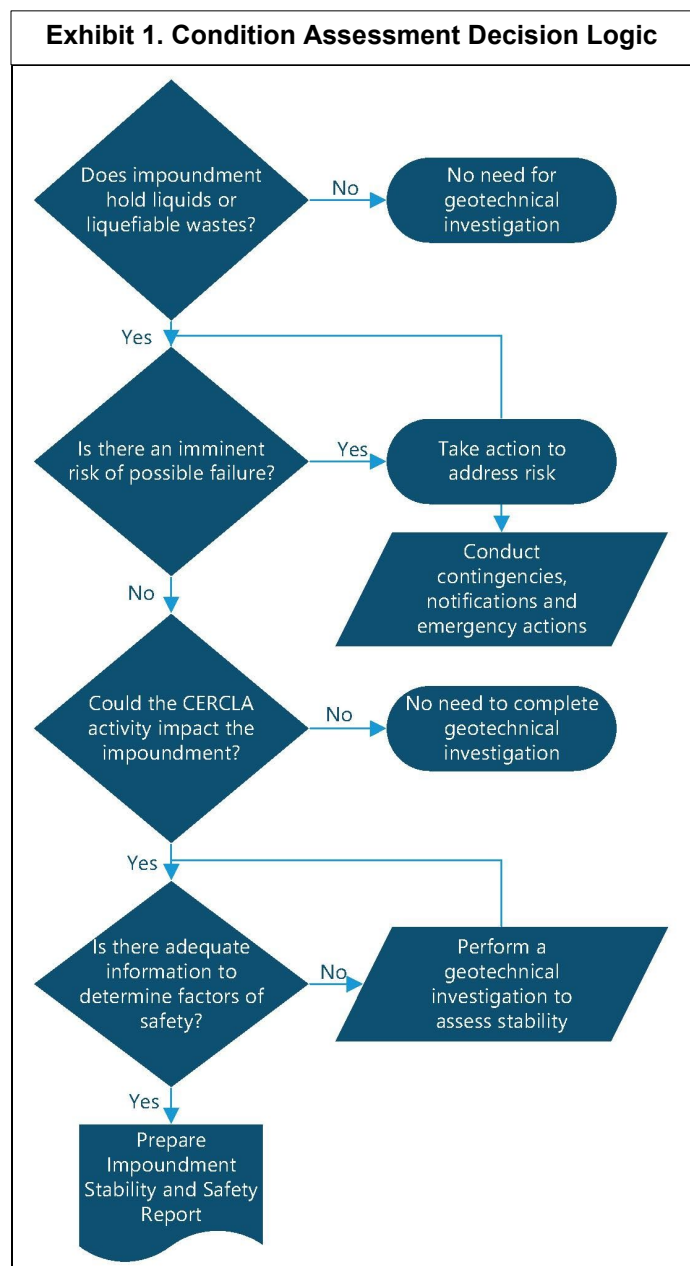 Exhibit 1. Condition Assessment Decision Logic
Does impoundment
hold liquids or
liquefiable wastes?
No
No need for
geotechnical
investigation
Yes
Is there an imminent
risk of possible failure?
Yes
Take action to
address risk
Conduct
contingencies,
notifications and
emergency actions
No
Could the CERCLA
activity impact the
impoundment?
No
No need to complete
geotechnical
investigation
Yes
Is there adequate
information to
determine factors of
safety?
No
Perform a
geotechnical
investigation to
assess stability
Yes
Prepare
Impoundment
Stability and Safety
Report